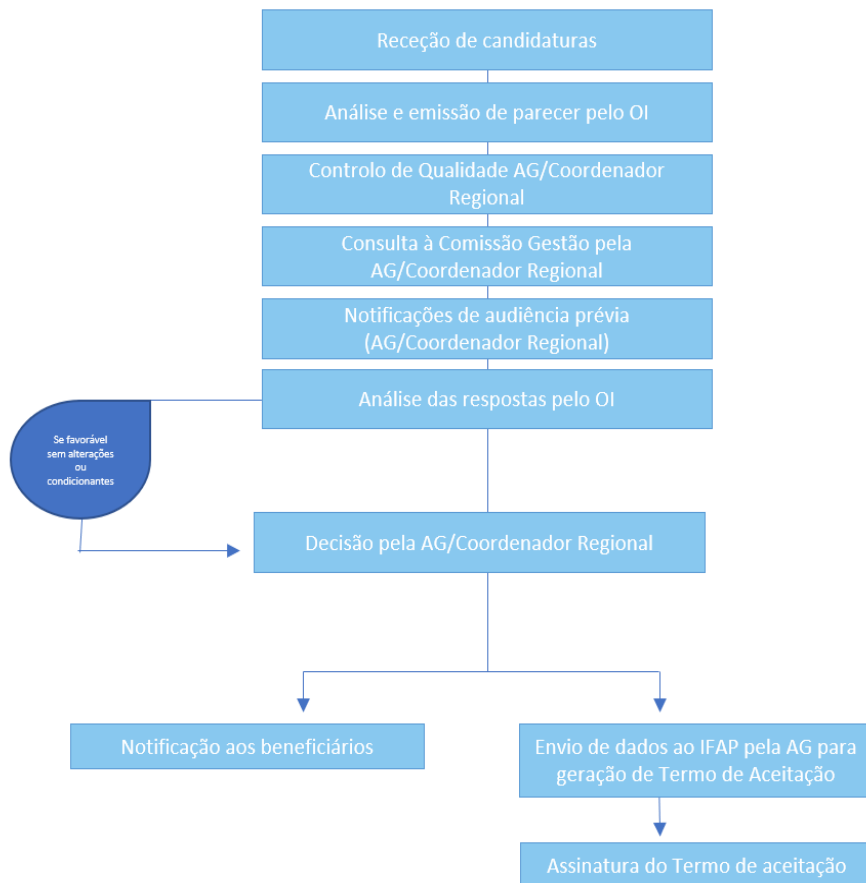 Receção de candidaturas
Análise e emissão de parecer pelo OI
Controlo de Qualidade AG/Coordenador
Regional
Consulta à Comissão Gestão pela
AG/Coordenador Regional
Notificações de audiência prévia
(AG/Coordenador Regional)
Análise das respostas pelo OI
Se favorável
sem alterações
ou
condicionantes
Decisão pela AG/Coordenador Regional
Notificação aos beneficiários
Envio de dados ao IFAP pela AG para
geração de Termo de Aceitação
Assinatura do Termo de aceitação